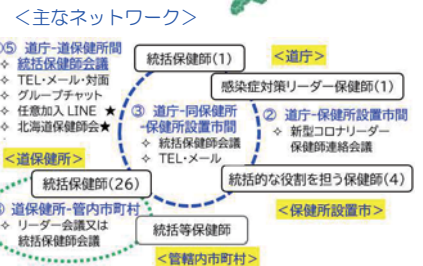 ＜主なネットワーク＞
⑤ 道庁-道保健所間
✧ 統括保健師会議
✧ TEL・メール・対面
✧ グループチャット
✧ 任意加入 LINE ★
✧ 北海道保健師会★
統括保健師(1)
＜道庁＞
感染症対策リーダー保健師(1)
③ 道庁-同保健所
-保健所設置市間
✧ 統括保健師会議
✧ TEL・メール
② 道庁-保健所設置市間
✧ 新型コロナリーダー
保健師連絡会議
＜道保健所＞
統括保健師(26)
統括的な役割を担う保健師(4)
＜保健所設置市＞
道保健所-管内市町村
✧ リーダー会議又は
統括保健師会議
統括等保健師
＜管轄内市町村＞